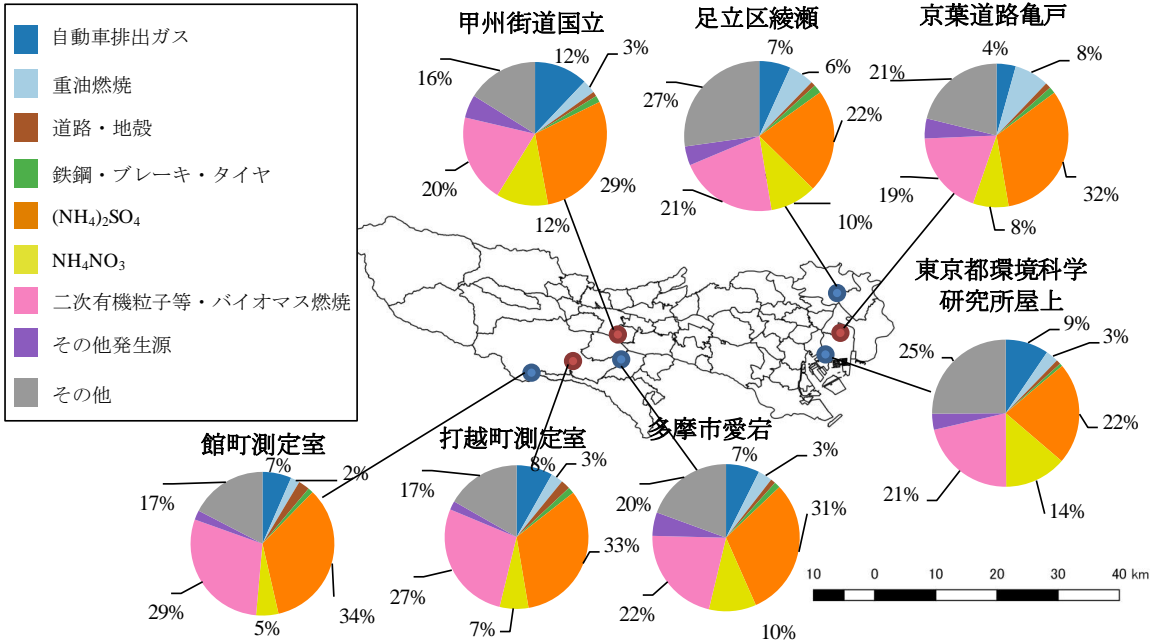 自動車排出ガス
重油燃焼
道路・地殻
鉄鋼・ブレーキ・タイヤ
(NH₄)₂SO₄
NH₄NO₃
二次有機粒子等・バイオマス燃焼
その他発生源
その他
甲州街道国立
12%
3%
16%
20%
29%
12%
足立区綾瀬
7%
6%
27%
22%
21%
10%
京葉道路亀戸
4%
8%
21%
19%
32%
8%
東京都環境科学
研究所屋上
9%
3%
25%
22%
21%
14%
館町測定室
7%
2%
17%
29%
34%
5%
打越町測定室
8%
3%
17%
33%
27%
7%
多摩市愛宕
7%
3%
20%
31%
22%
10%
10 0 10 20 30 40 km